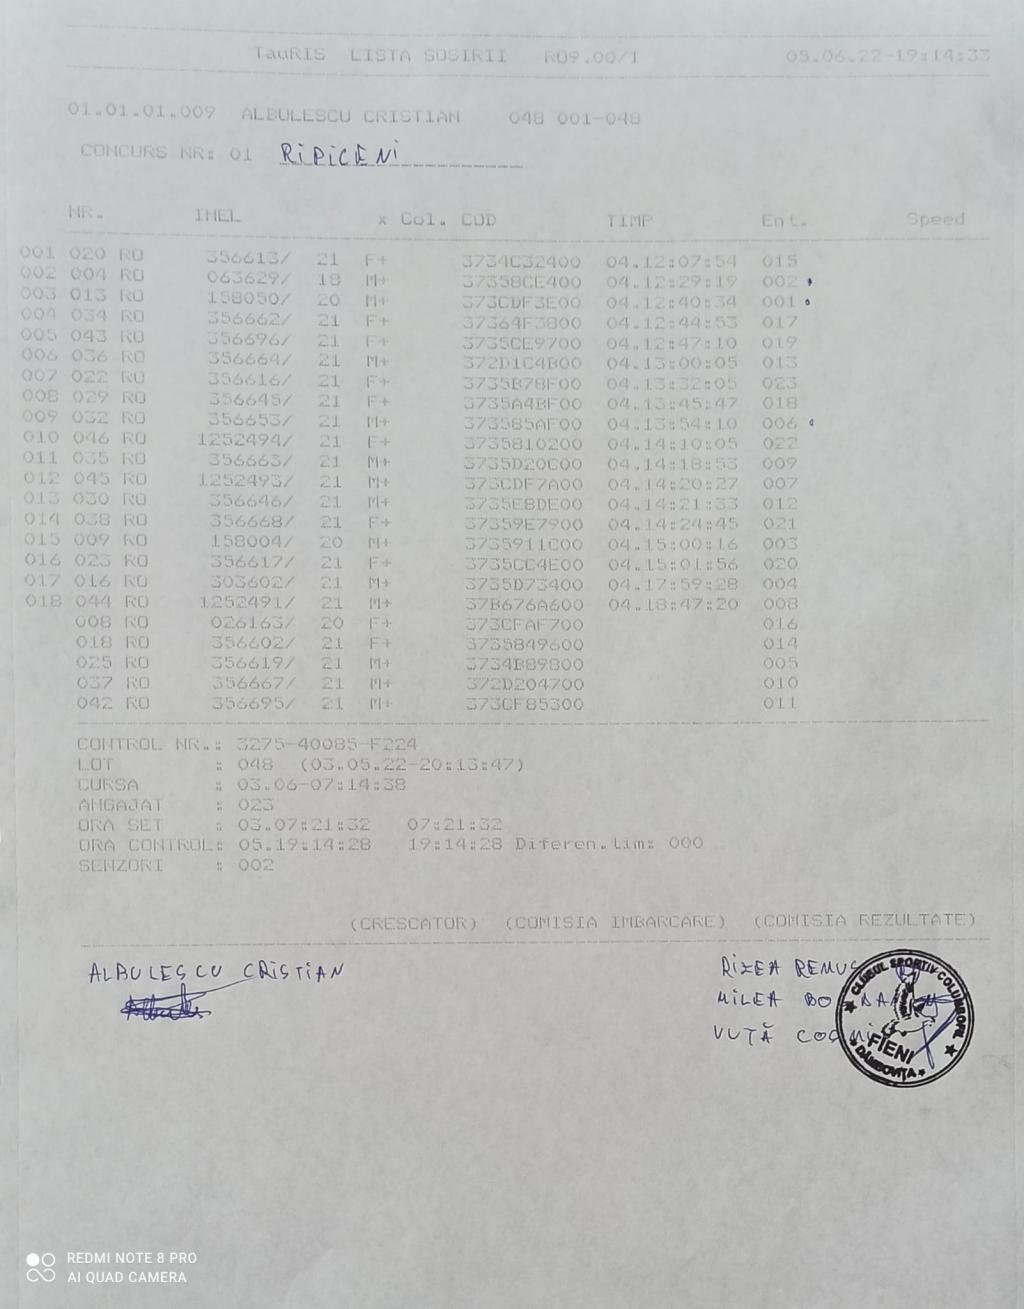 TauRIS LISTA SOSIRII RO9.00/1 05.06.22-19:14:33
01.01.01.009 ALBULESCU CRISTIAN 048 001-048
CONCURS NR: 01 RIPICENI
NR. INEL x Col. COD TIMP Ent. Speed
001 020 RO 356613/ 21 F+ 3734C32400 04.12:07:54 015
002 004 RO 063629/ 18 M+ 37358CE400 04.12:29:19 002
003 013 RO 158050/ 20 M+ 373CDF3E00 04.12:40:34 001
004 034 RO 356662/ 21 F+ 37364F3800 04.12:44:53 017
005 043 RO 356696/ 21 F+ 3735CE9700 04.12:47:10 019
006 036 RO 356664/ 21 M+ 372D1C4B00 04.13:00:05 013
007 022 RO 356616/ 21 F+ 3735B78F00 04.13:32:05 023
008 029 RO 356645/ 21 F+ 3735A4BF00 04.13:45:47 018
009 032 RO 356653/ 21 M+ 373585AF00 04.13:54:10 006
010 046 RO 1252494/ 21 F+ 3735810200 04.14:10:05 022
011 035 RO 356663/ 21 M+ 3735D20C00 04.14:18:53 009
012 045 RO 1252493/ 21 M+ 373CDF7A00 04.14:20:27 007
013 030 RO 356646/ 21 M+ 3735E8DE00 04.14:21:33 012
014 038 RO 356668/ 21 F+ 37359E7900 04.14:24:45 021
015 009 RO 158004/ 20 M+ 3735911C00 04.15:00:16 003
016 023 RO 356617/ 21 F+ 3735CC4E00 04.15:01:56 020
017 016 RO 303602/ 21 M+ 3735D73400 04.17:59:28 004
018 044 RO 1252491/ 21 M+ 37B676A600 04.18:47:20 008
008 RO 026163/ 20 F+ 373CFAF700 016
018 RO 356602/ 21 F+ 3735849600 014
025 RO 356619/ 21 M+ 3734B89800 005
037 RO 356667/ 21 M+ 372D204700 010
042 RO 356695/ 21 M+ 373CF85300 011
CONTROL NR.: 3275-40085-F224
LOT : 048 (03.05.22-20:13:47)
CURSA : 03.06-07:14:38
ANGAJAT : 023
ORA SET : 03.07:21:32 07:21:32
ORA CONTROL: 05.19:14:28 19:14:28 Diferen.lim: 000
SENZORI : 002
(CRESCATOR) (COMISIA IMBARCARE) (COMISIA REZULTATE)
ALBULESCU CRISTIAN
RIZEA REMUS
MILEA
VUȚĂ
CLUBUL SPORTIV COLUMBOFIL
FIENI
DÂMBOVIȚA
REDMI NOTE 8 PRO
AI QUAD CAMERA